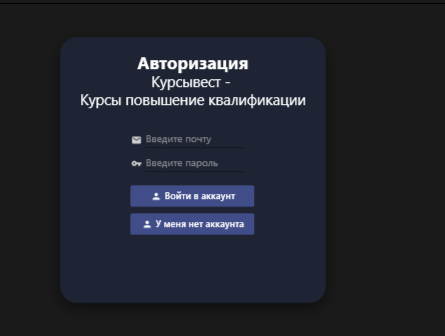 Авторизация
Курсывест -
Курсы повышение квалификации
Введите почту
Введите пароль
Войти в аккаунт
У меня нет аккаунта